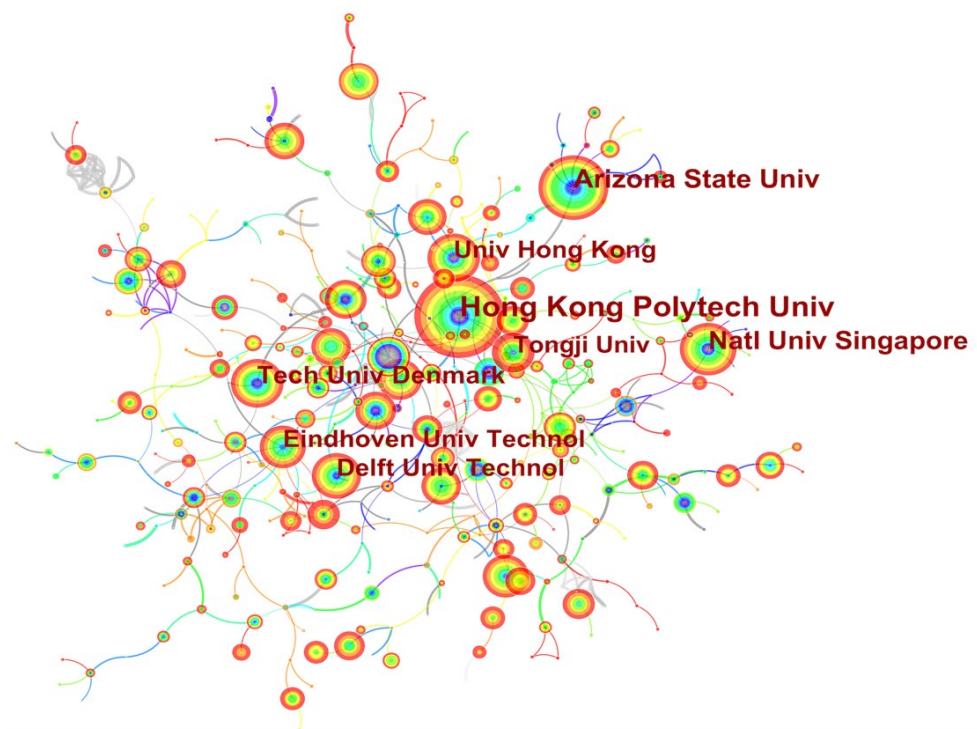 Arizona State Univ
Univ Hong Kong
Hong Kong Polytech Univ
Tongji Univ
Natl Univ Singapore
Tech Univ Denmark
Eindhoven Univ Technol
Delft Univ Technol